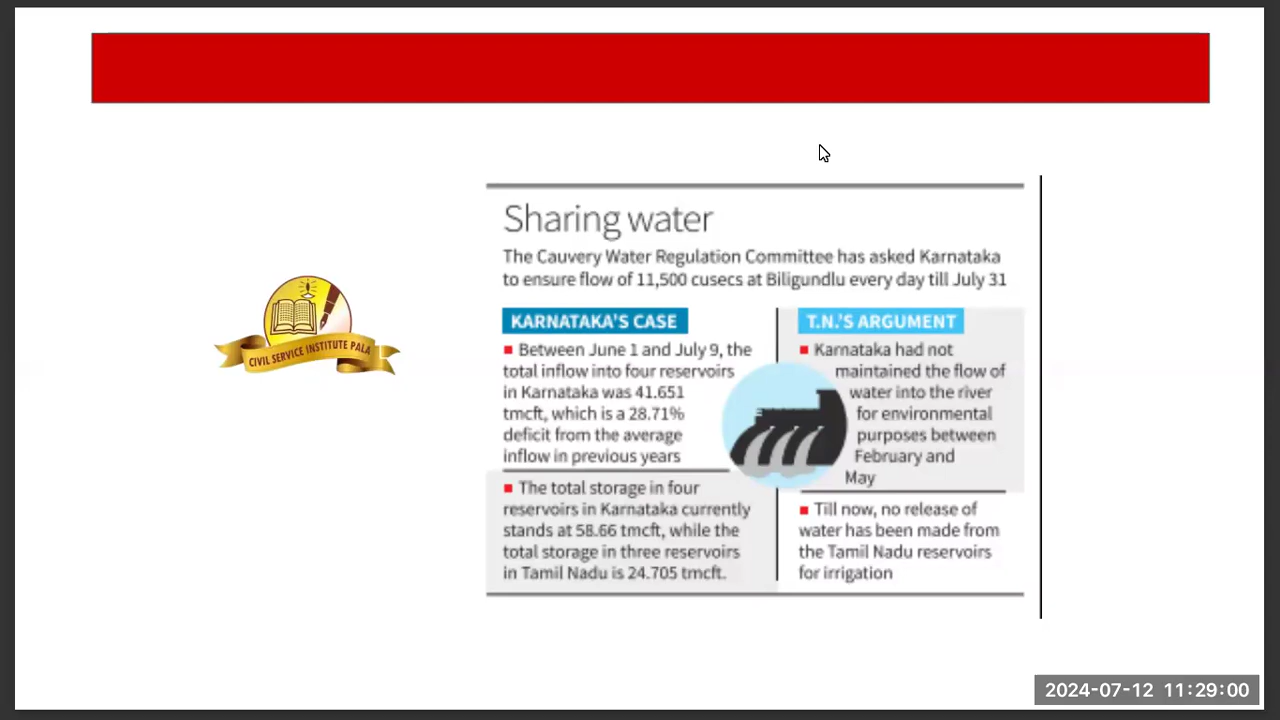 Sharing water
The Cauvery Water Regulation Committee has asked Karnataka
to ensure flow of 11,500 cusecs at Biligundlu every day till July 31
KARNATAKA'S CASE
Between June 1 and July 9, the
total inflow into four reservoirs
in Karnataka was 41.651
tmcft, which is a 28.71%
deficit from the average
inflow in previous years
The total storage in four
reservoirs in Karnataka currently
stands at 58.66 tmcft, while the
total storage in three reservoirs
in Tamil Nadu is 24.705 tmcft.
T.N.'S ARGUMENT
Karnataka had not
maintained the flow of
water into the river
for environmental
purposes between
February and
May
Till now, no release of
water has been made from
the Tamil Nadu reservoirs
for irrigation
CIVIL SERVICE INSTITUTE PALA
2024-07-12 11:29:00